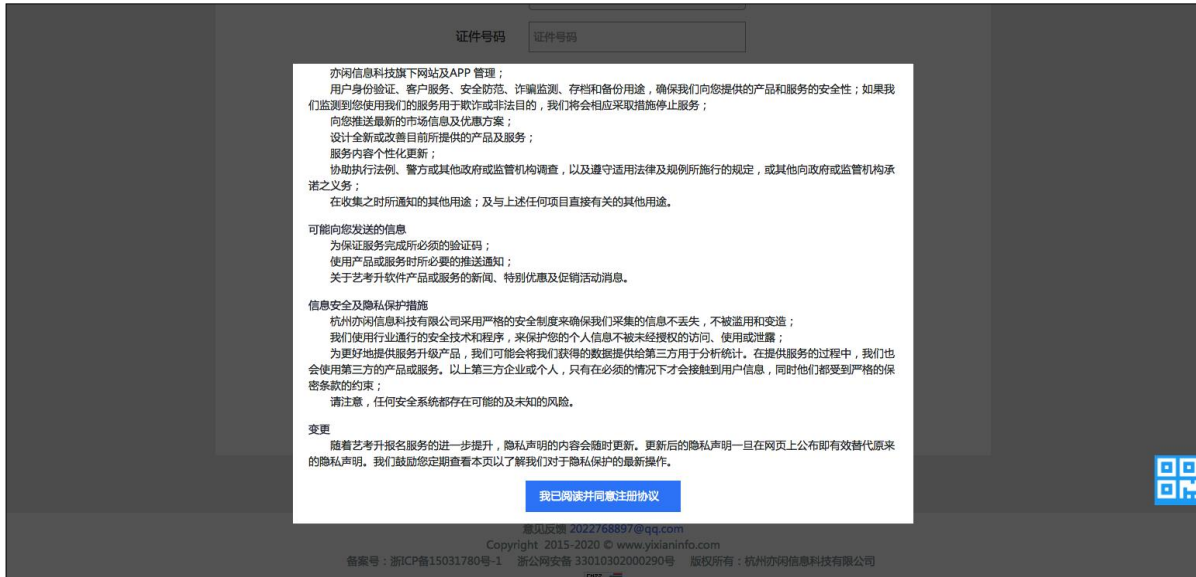 证件号码 证件号码
亦闲信息科技旗下网站及APP 管理；
用户身份验证、客户服务、安全防范、诈骗监测、存档和备份用途，确保我们向您提供的产品和服务的安全性；如果我
们监测到您使用我们的服务用于欺诈或非法目的，我们将会相应采取措施停止服务；
向您推送最新的市场信息及优惠方案；
设计全新或改善目前所提供的产品及服务；
服务内容个性化更新；
协助执行法例、警方或其他政府或监管机构调查，以及遵守适用法律及规例所施行的规定，或其他向政府或监管机构承
诺之义务；
在收集之时所通知的其他用途；及与上述任何项目直接有关的其他用途。
可能向您发送的信息
为保证服务完成所必须的验证码；
使用产品或服务时所必要的推送通知；
关于艺考升软件产品或服务的新闻、特别优惠及促销活动消息。
信息安全及隐私保护措施
杭州亦闲信息科技有限公司采用严格的安全制度来确保我们采集的信息不丢失，不被滥用和变造；
我们使用行业通行的安全技术和程序，来保护您的个人信息不被未经授权的访问、使用或泄露；
为更好地提供服务升级产品，我们可能会将我们获得的数据提供给第三方用于分析统计。在提供服务的过程中，我们也
会使用第三方的产品或服务。以上第三方企业或个人，只有在必须的情况下才会接触到用户信息，同时他们都受到严格的保
密条款的约束；
请注意，任何安全系统都存在可能的及未知的风险。
变更
随着艺考升报名服务的进一步提升，隐私声明的内容会随时更新。更新后的隐私声明一旦在网页上公布即有效替代原来
的隐私声明。我们鼓励您定期查看本页以了解我们对于隐私保护的最新操作。
我已阅读并同意注册协议
意见反馈 2022768897@qq.com
Copyright 2015-2020 © www.yixianinfo.com
备案号：浙ICP备15031780号-1 浙公网安备 33010302000290号 版权所有：杭州亦闲信息科技有限公司